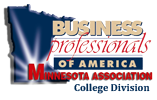 BUSINESS
professionals
OF AMERICA
MINNESOTA ASSOCIATION
College Division